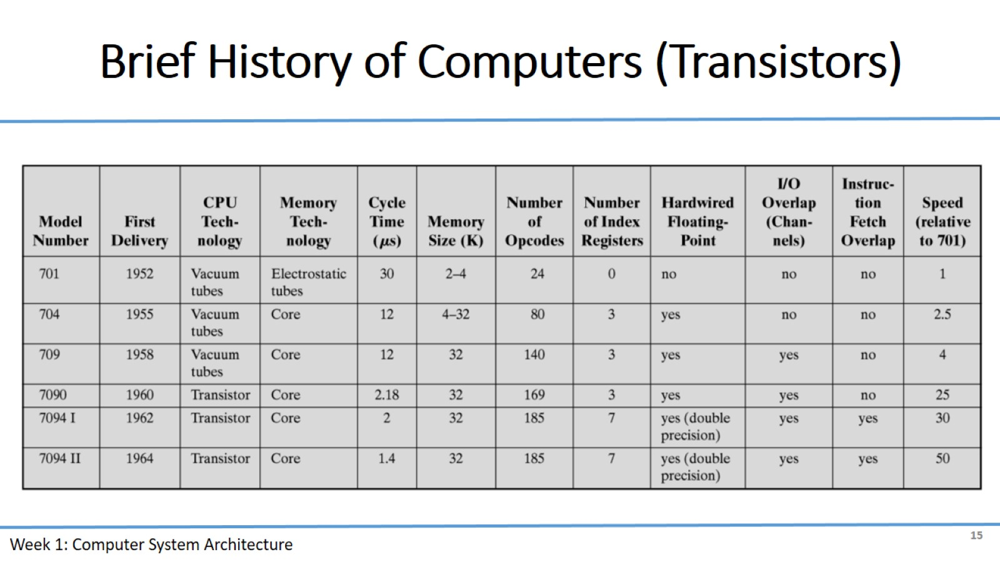 Brief History of Computers (Transistors)
Model Number | First Delivery | CPU Tech-nology | Memory Tech-nology | Cycle Time (μs) | Memory Size (K) | Number of Opcodes | Number of Index Registers | Hardwired Floating-Point | I/O Overlap (Chan-nels) | Instruc-tion Fetch Overlap | Speed (relative to 701)
701 | 1952 | Vacuum tubes | Electrostatic tubes | 30 | 2–4 | 24 | 0 | no | no | no | 1
704 | 1955 | Vacuum tubes | Core | 12 | 4–32 | 80 | 3 | yes | no | no | 2.5
709 | 1958 | Vacuum tubes | Core | 12 | 32 | 140 | 3 | yes | yes | no | 4
7090 | 1960 | Transistor | Core | 2.18 | 32 | 169 | 3 | yes | yes | no | 25
7094 I | 1962 | Transistor | Core | 2 | 32 | 185 | 7 | yes (double precision) | yes | yes | 30
7094 II | 1964 | Transistor | Core | 1.4 | 32 | 185 | 7 | yes (double precision) | yes | yes | 50
Week 1: Computer System Architecture
15